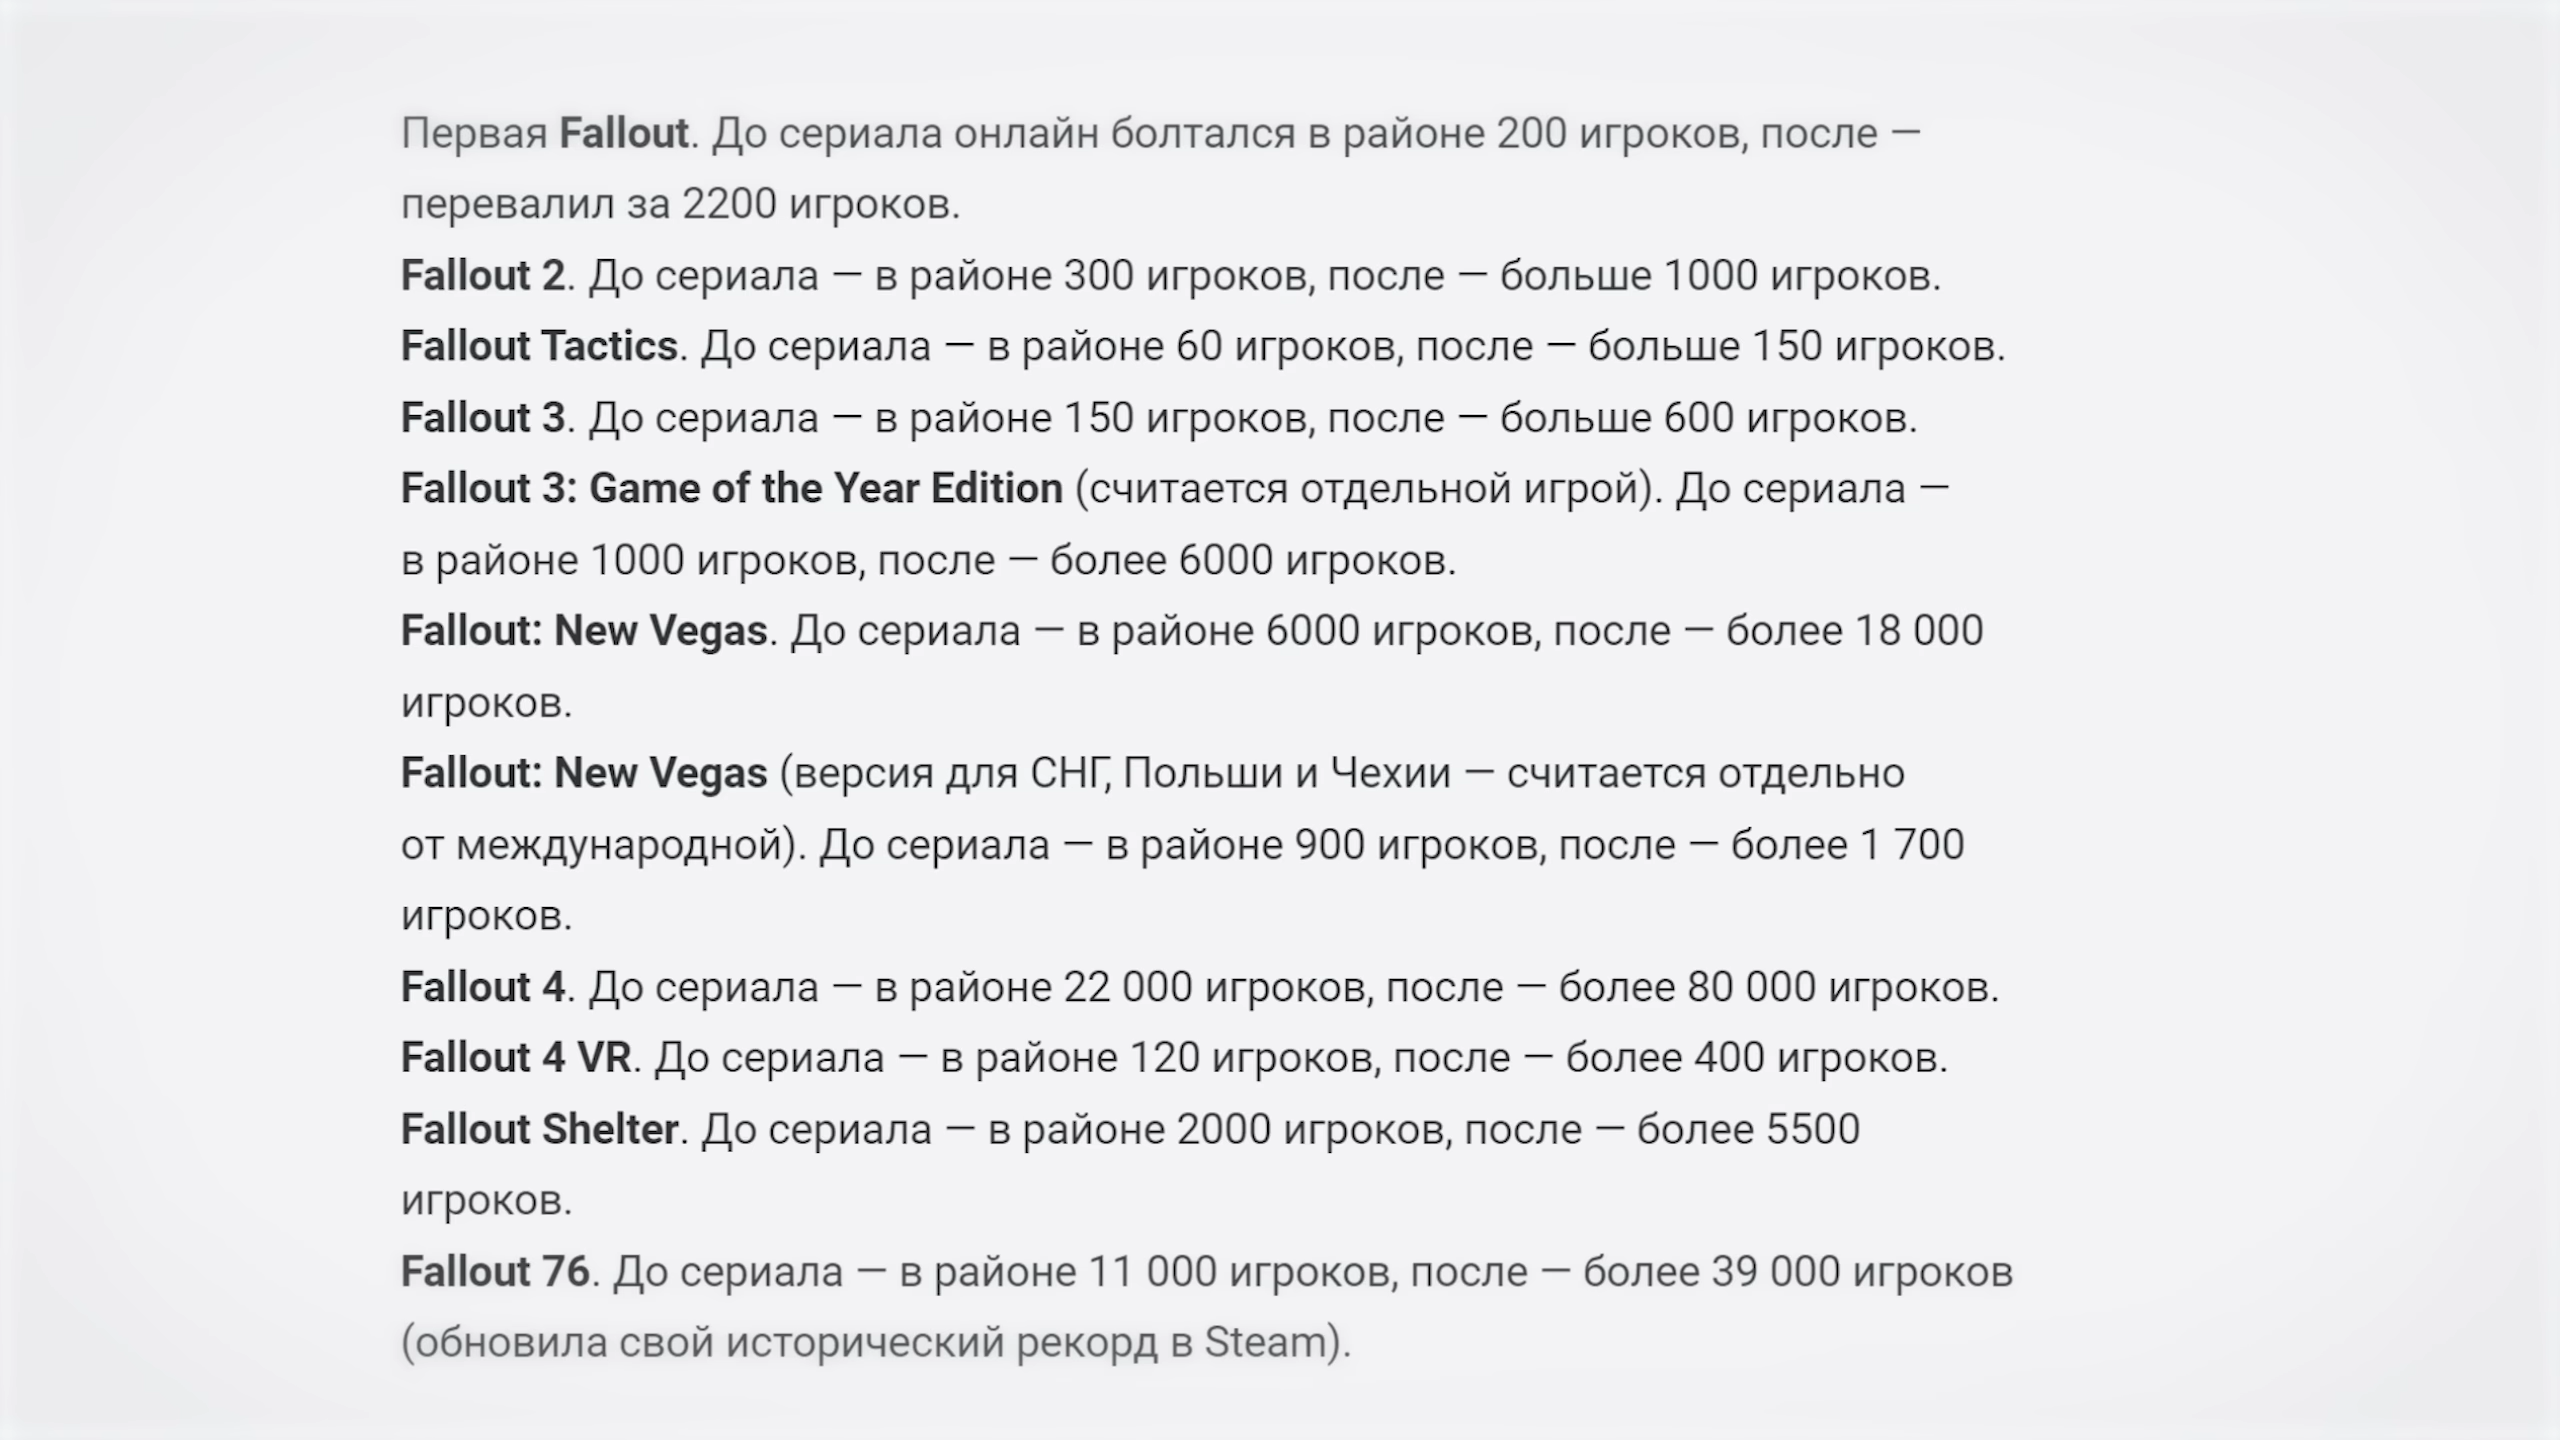 Первая Fallout. До сериала онлайн болтался в районе 200 игроков, после —
перевалил за 2200 игроков.
Fallout 2. До сериала — в районе 300 игроков, после — больше 1000 игроков.
Fallout Tactics. До сериала — в районе 60 игроков, после — больше 150 игроков.
Fallout 3. До сериала — в районе 150 игроков, после — больше 600 игроков.
Fallout 3: Game of the Year Edition (считается отдельной игрой). До сериала —
в районе 1000 игроков, после — более 6000 игроков.
Fallout: New Vegas. До сериала — в районе 6000 игроков, после — более 18 000
игроков.
Fallout: New Vegas (версия для СНГ, Польши и Чехии — считается отдельно
от международной). До сериала — в районе 900 игроков, после — более 1 700
игроков.
Fallout 4. До сериала — в районе 22 000 игроков, после — более 80 000 игроков.
Fallout 4 VR. До сериала — в районе 120 игроков, после — более 400 игроков.
Fallout Shelter. До сериала — в районе 2000 игроков, после — более 5500
игроков.
Fallout 76. До сериала — в районе 11 000 игроков, после — более 39 000 игроков
(обновила свой исторический рекорд в Steam).